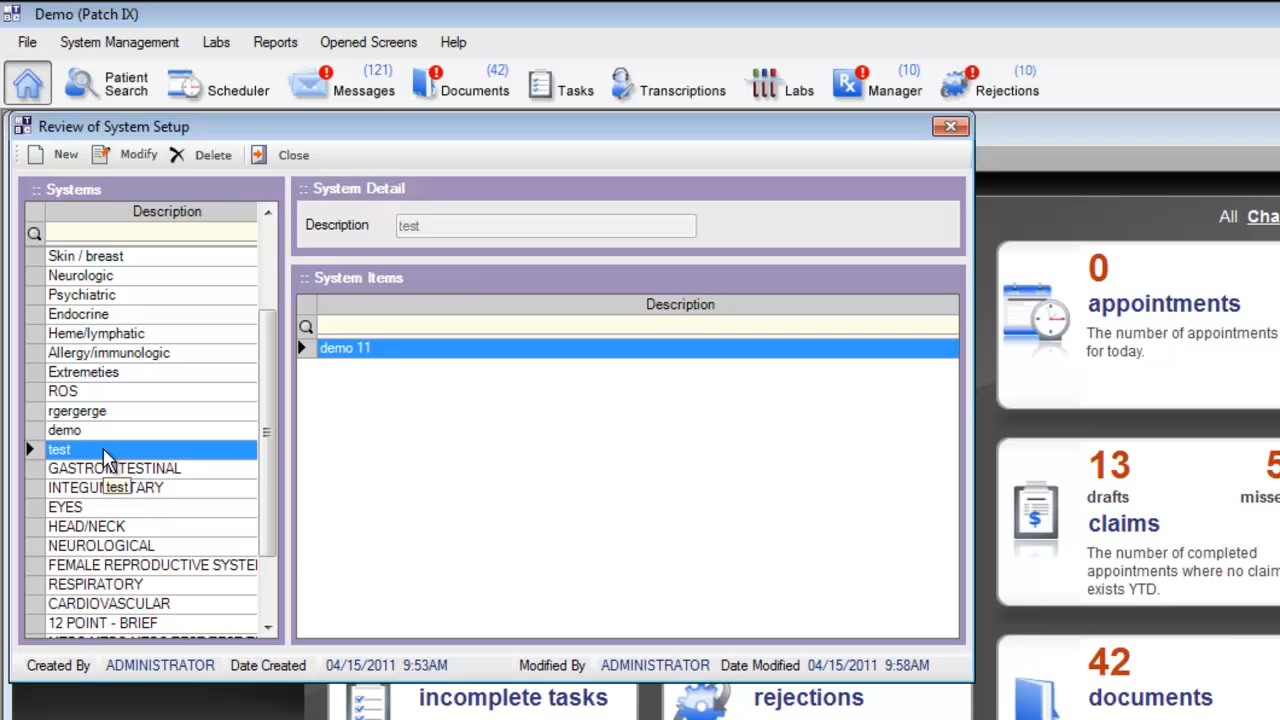 Demo (Patch IX)
File System Management Labs Reports Opened Screens Help
Patient Search
Scheduler
Messages (121)
Documents (42)
Tasks
Transcriptions
Labs
Manager (10)
Rejections (10)
Review of System Setup
New Modify Delete Close
:: Systems
Description
Skin / breast
Neurologic
Psychiatric
Endocrine
Heme/lymphatic
Allergy/immunologic
Extremeties
ROS
rgergerge
demo
test
GASTROINTESTINAL
test
EYES
HEAD/NECK
NEUROLOGICAL
FEMALE REPRODUCTIVE SYSTE
RESPIRATORY
CARDIOVASCULAR
12 POINT - BRIEF
:: System Detail
Description test
:: System Items
Description
demo 11
Created By ADMINISTRATOR Date Created 04/15/2011 9:53AM Modified By ADMINISTRATOR Date Modified 04/15/2011 9:58AM
All Cha
0
appointments
The number of appointments
for today.
13 5
drafts misse
claims
The number of completed
appointments where no claim
exists YTD.
42
documents
incomplete tasks
rejections